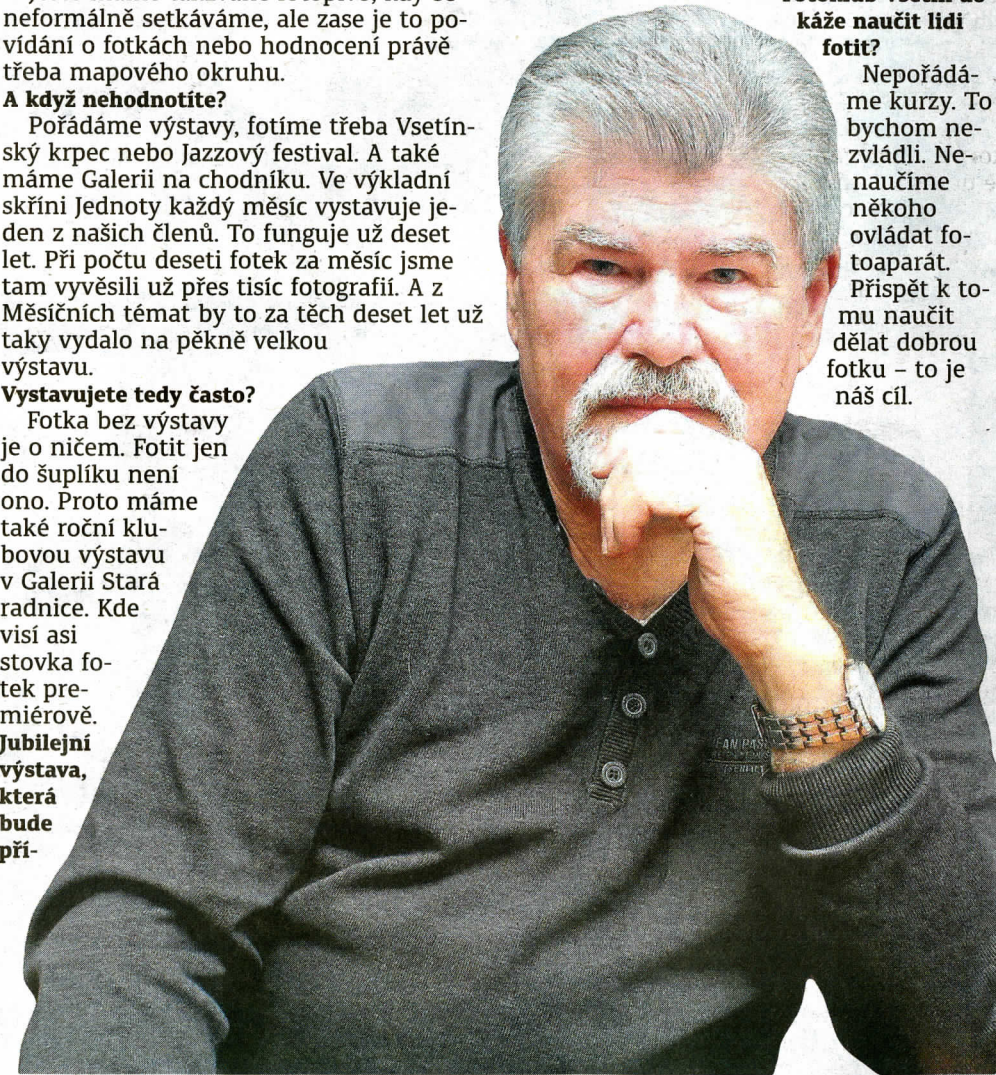 neformálně setkáváme, ale zase je to po-
vídání o fotkách nebo hodnocení právě
třeba mapového okruhu.
A když nehodnotíte?
Pořádáme výstavy, fotíme třeba Vsetín-
ský krpec nebo Jazzový festival. A také
máme Galerii na chodníku. Ve výkladní
skříni Jednoty každý měsíc vystavuje je-
den z našich členů. To funguje už deset
let. Při počtu deseti fotek za měsíc jsme
tam vyvěsili už přes tisíc fotografií. A z
Měsíčních témat by to za těch deset let už
taky vydalo na pěkně velkou
výstavu.
Vystavujete tedy často?
Fotka bez výstavy
je o ničem. Fotit jen
do šuplíku není
ono. Proto máme
také roční klu-
bovou výstavu
v Galerii Stará
radnice. Kde
visí asi
stovka fo-
tek pre-
miérově.
Jubilejní
výstava,
která
bude
pří-
káže naučit lidi
fotit?
Nepořádá-
me kurzy. To
bychom ne-
zvládli. Ne-
naučíme
někoho
ovládat fo-
toaparát.
Přispět k to-
mu naučit
dělat dobrou
fotku – to je
náš cíl.